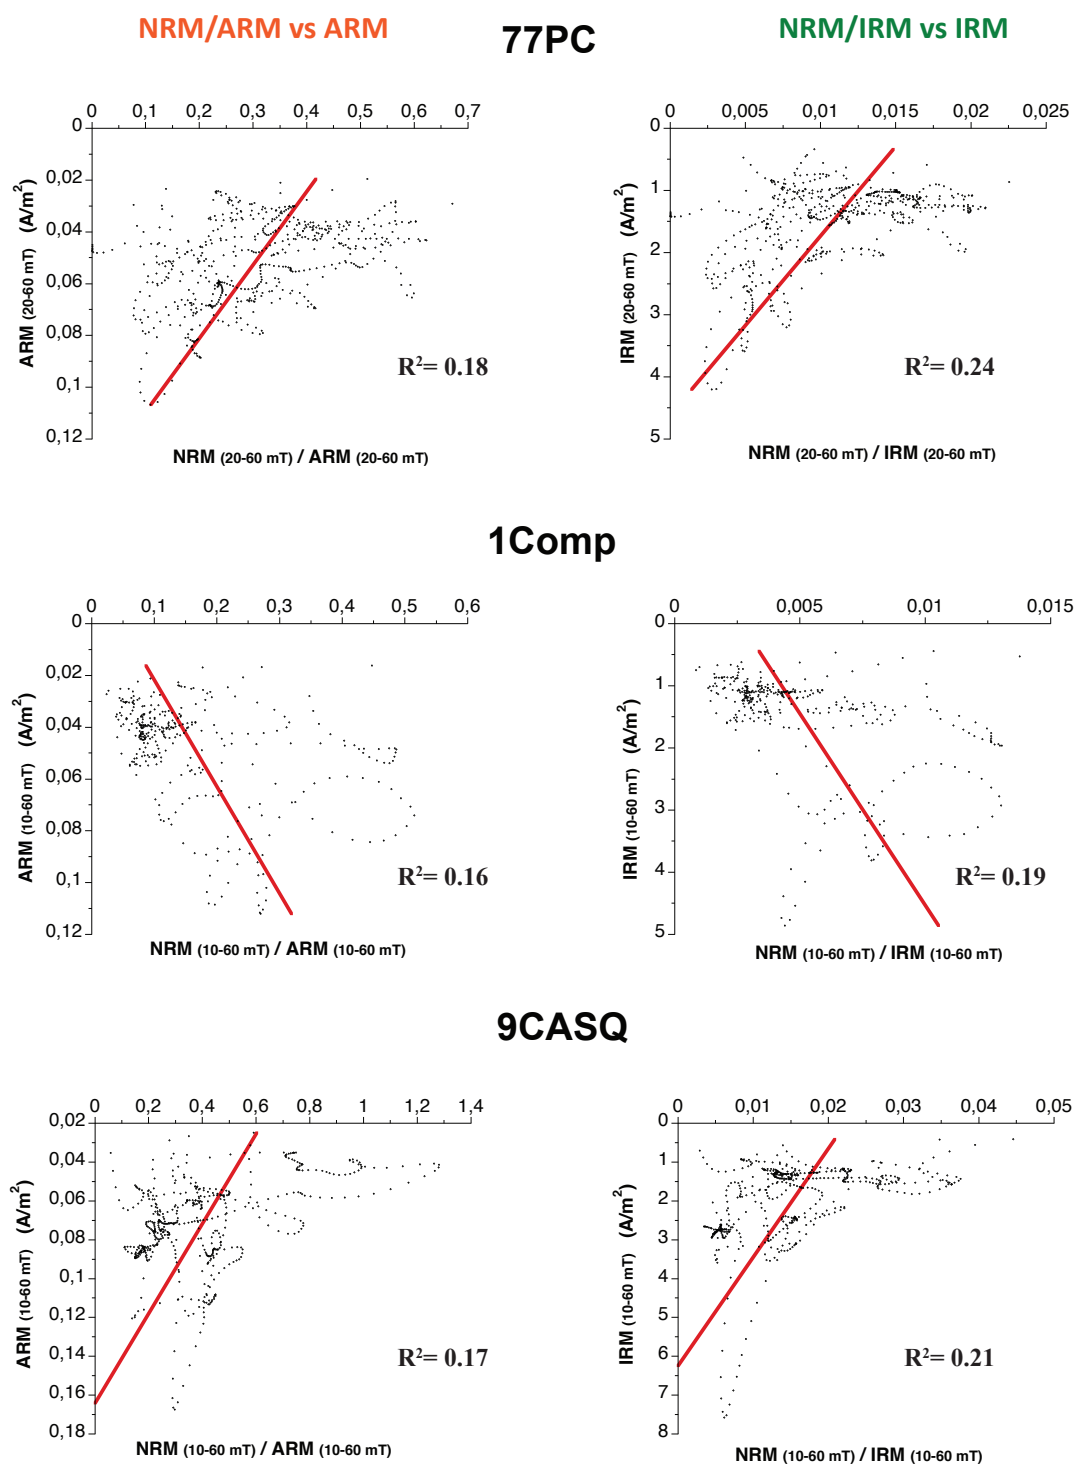 NRM/ARM vs ARM
77PC
NRM/IRM vs IRM
0 0,1 0,2 0,3 0,4 0,5 0,6 0,7
0
0,02
0,04
0,06
0,08
0,1
0,12
ARM (20-60 mT) (A/m²)
R²= 0.18
NRM (20-60 mT) / ARM (20-60 mT)
0 0,005 0,01 0,015 0,02 0,025
0
1
2
3
4
5
IRM (20-60 mT) (A/m²)
R²= 0.24
NRM (20-60 mT) / IRM (20-60 mT)
1Comp
0 0,1 0,2 0,3 0,4 0,5 0,6
0
0,02
0,04
0,06
0,08
0,1
0,12
ARM (10-60 mT) (A/m²)
R²= 0.16
NRM (10-60 mT) / ARM (10-60 mT)
0 0,005 0,01 0,015
0
1
2
3
4
5
IRM (10-60 mT) (A/m²)
R²= 0.19
NRM (10-60 mT) / IRM (10-60 mT)
9CASQ
0 0,2 0,4 0,6 0,8 1 1,2 1,4
0,02
0,04
0,06
0,08
0,1
0,12
0,14
0,16
0,18
ARM (10-60 mT) (A/m²)
R²= 0.17
NRM (10-60 mT) / ARM (10-60 mT)
0 0,01 0,02 0,03 0,04 0,05
0
1
2
3
4
5
6
7
8
IRM (10-60 mT) (A/m²)
R²= 0.21
NRM (10-60 mT) / IRM (10-60 mT)